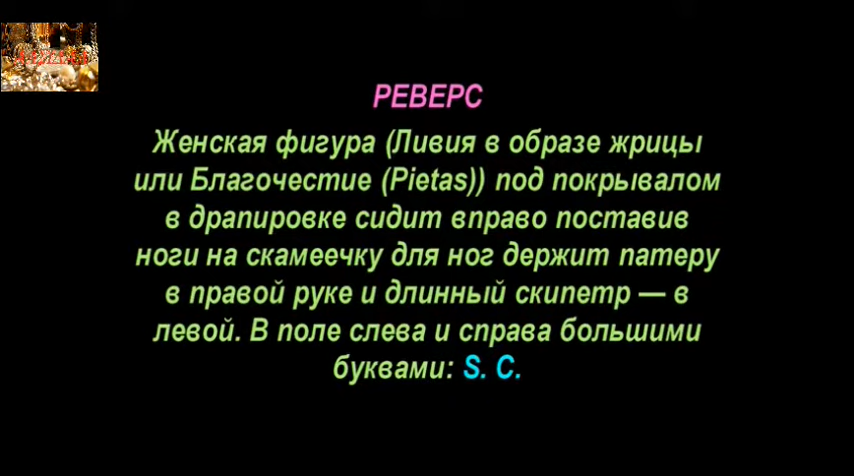 РЕВЕРС
Женская фигура (Ливия в образе жрицы
или Благочестие (Pietas)) под покрывалом
в драпировке сидит вправо поставив
ноги на скамеечку для ног держит патеру
в правой руке и длинный скипетр — в
левой. В поле слева и справа большими
буквами: S. C.